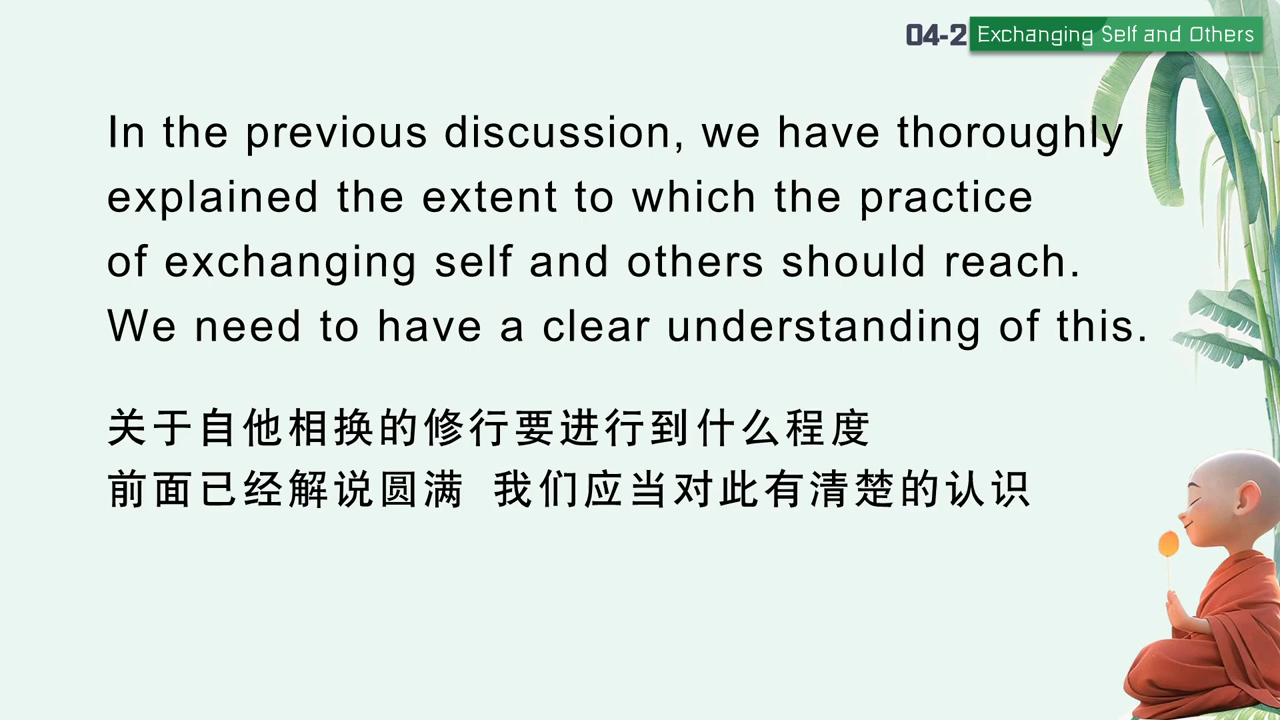 04-2 Exchanging Self and Others
In the previous discussion, we have thoroughly
explained the extent to which the practice
of exchanging self and others should reach.
We need to have a clear understanding of this.
关于自他相换的修行要进行到什么程度
前面已经解说圆满 我们应当对此有清楚的认识